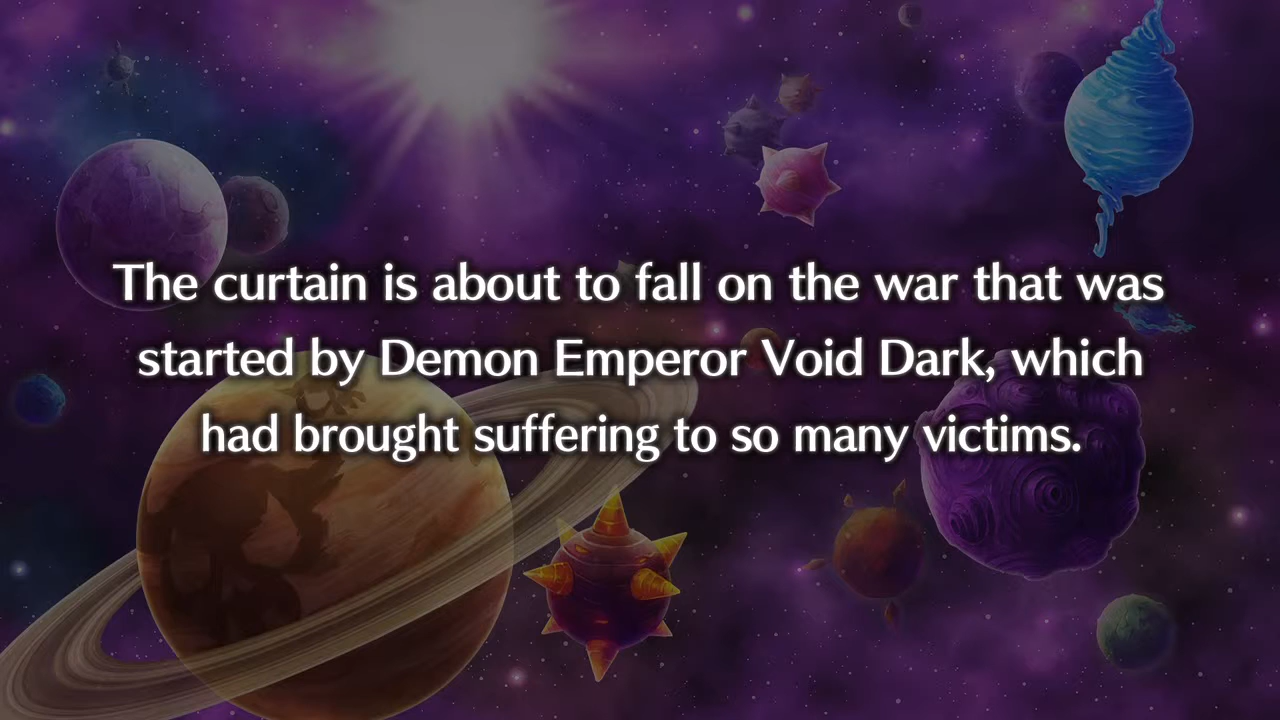 The curtain is about to fall on the war that was
started by Demon Emperor Void Dark, which
had brought suffering to so many victims.